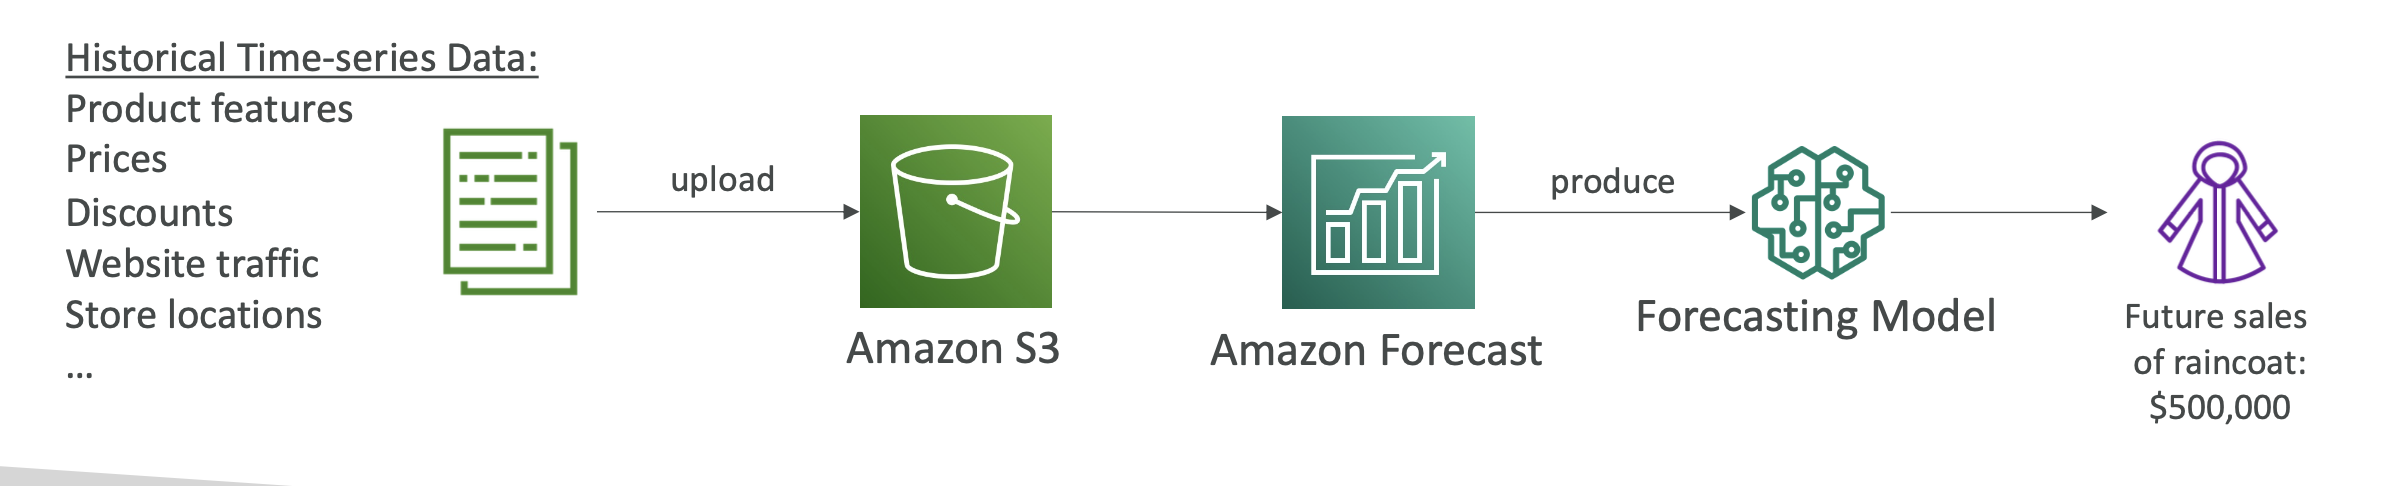 Historical Time-series Data:
Product features
Prices
Discounts
Website traffic
Store locations
...
upload
Amazon S3
Amazon Forecast
produce
Forecasting Model
Future sales
of raincoat:
$500,000